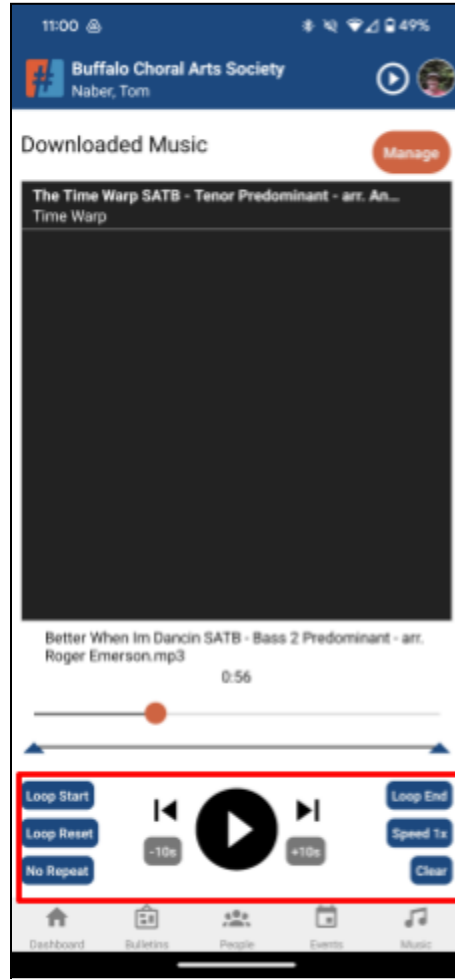 11:00 49%
Buffalo Choral Arts Society
Naber, Tom
Downloaded Music
Manage
The Time Warp SATB - Tenor Predominant - arr. An...
Time Warp
Better When Im Dancin SATB - Bass 2 Predominant - arr.
Roger Emerson.mp3
0:56
Loop Start
Loop End
Loop Reset
-10s
+10s
Speed 1x
No Repeat
Clear
Dashboard Bulletins People Events Music